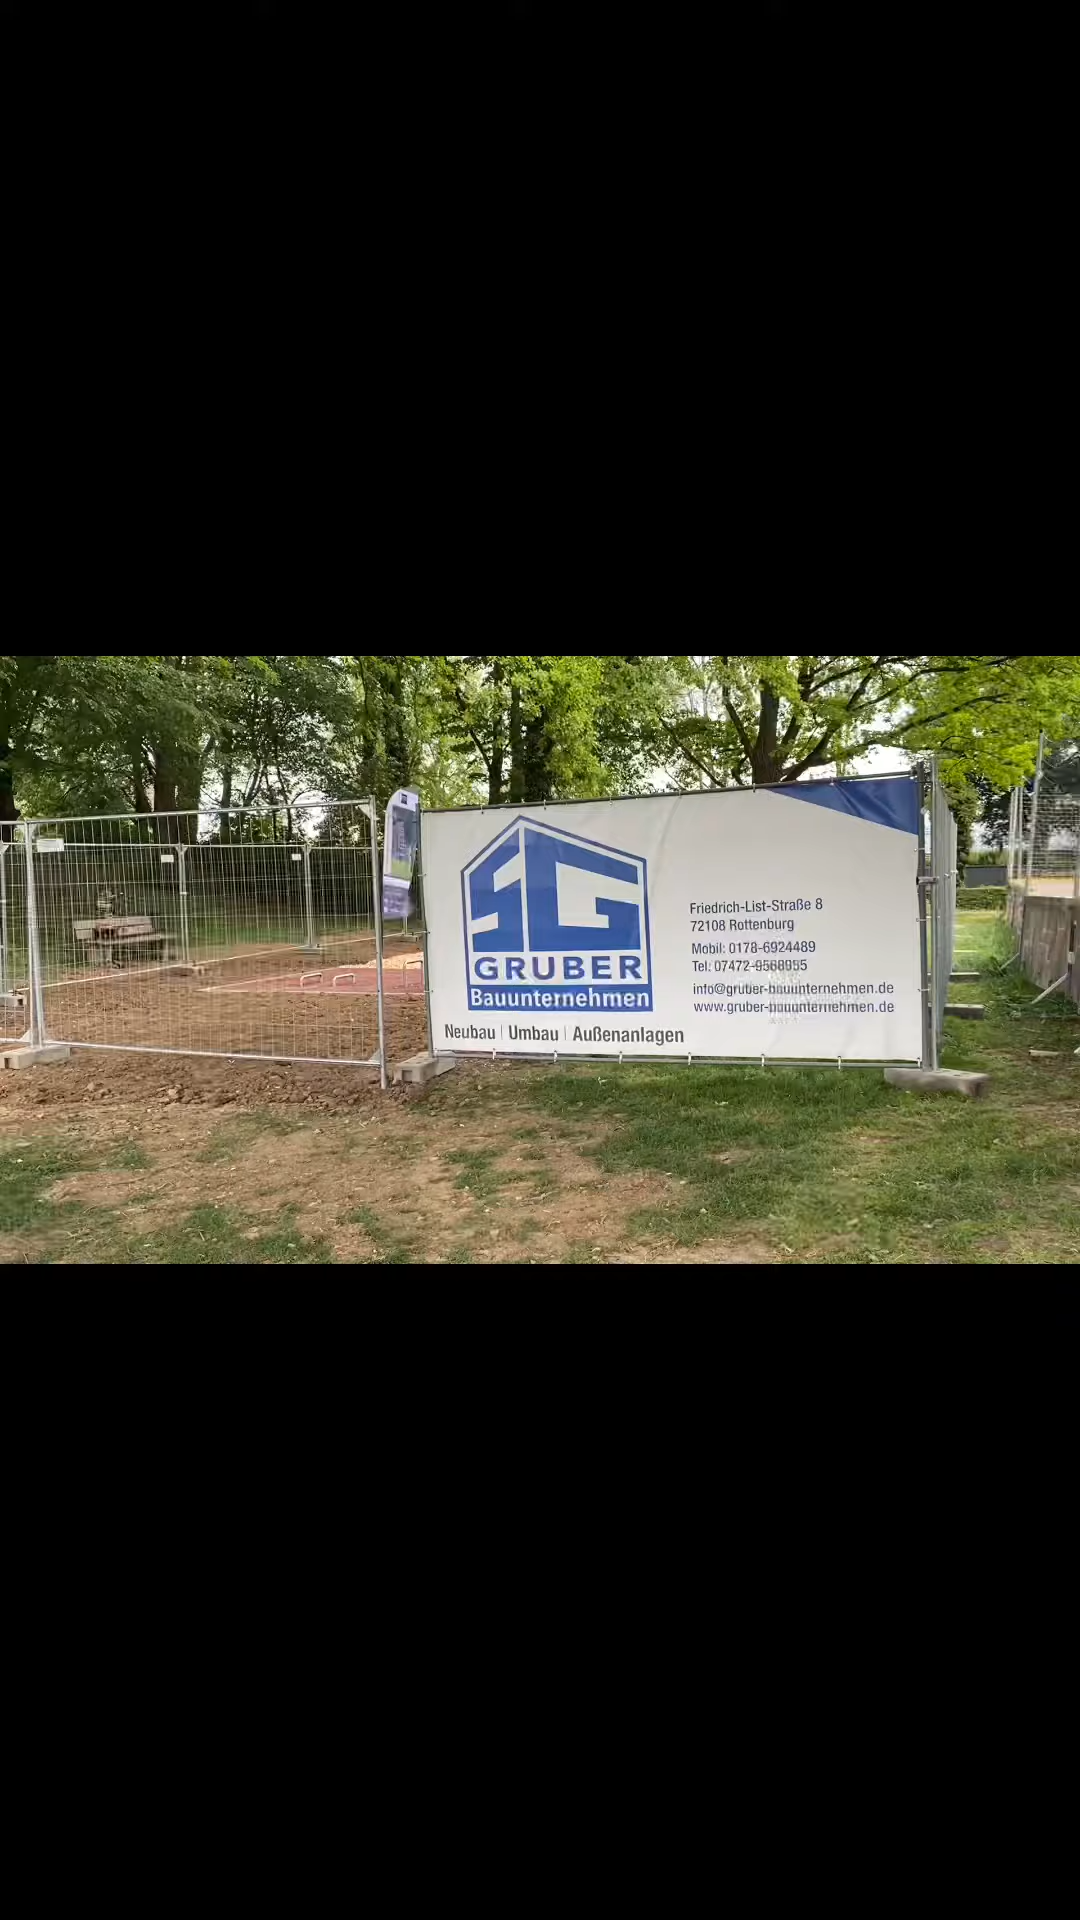 SG
GRUBER
Bauunternehmen
Neubau | Umbau | Außenanlagen
Friedrich-List-Straße 8
72108 Rottenburg
Mobil: 0178-6924489
Tel: 07472-9568955
info@gruber-bauunternehmen.de
www.gruber-bauunternehmen.de